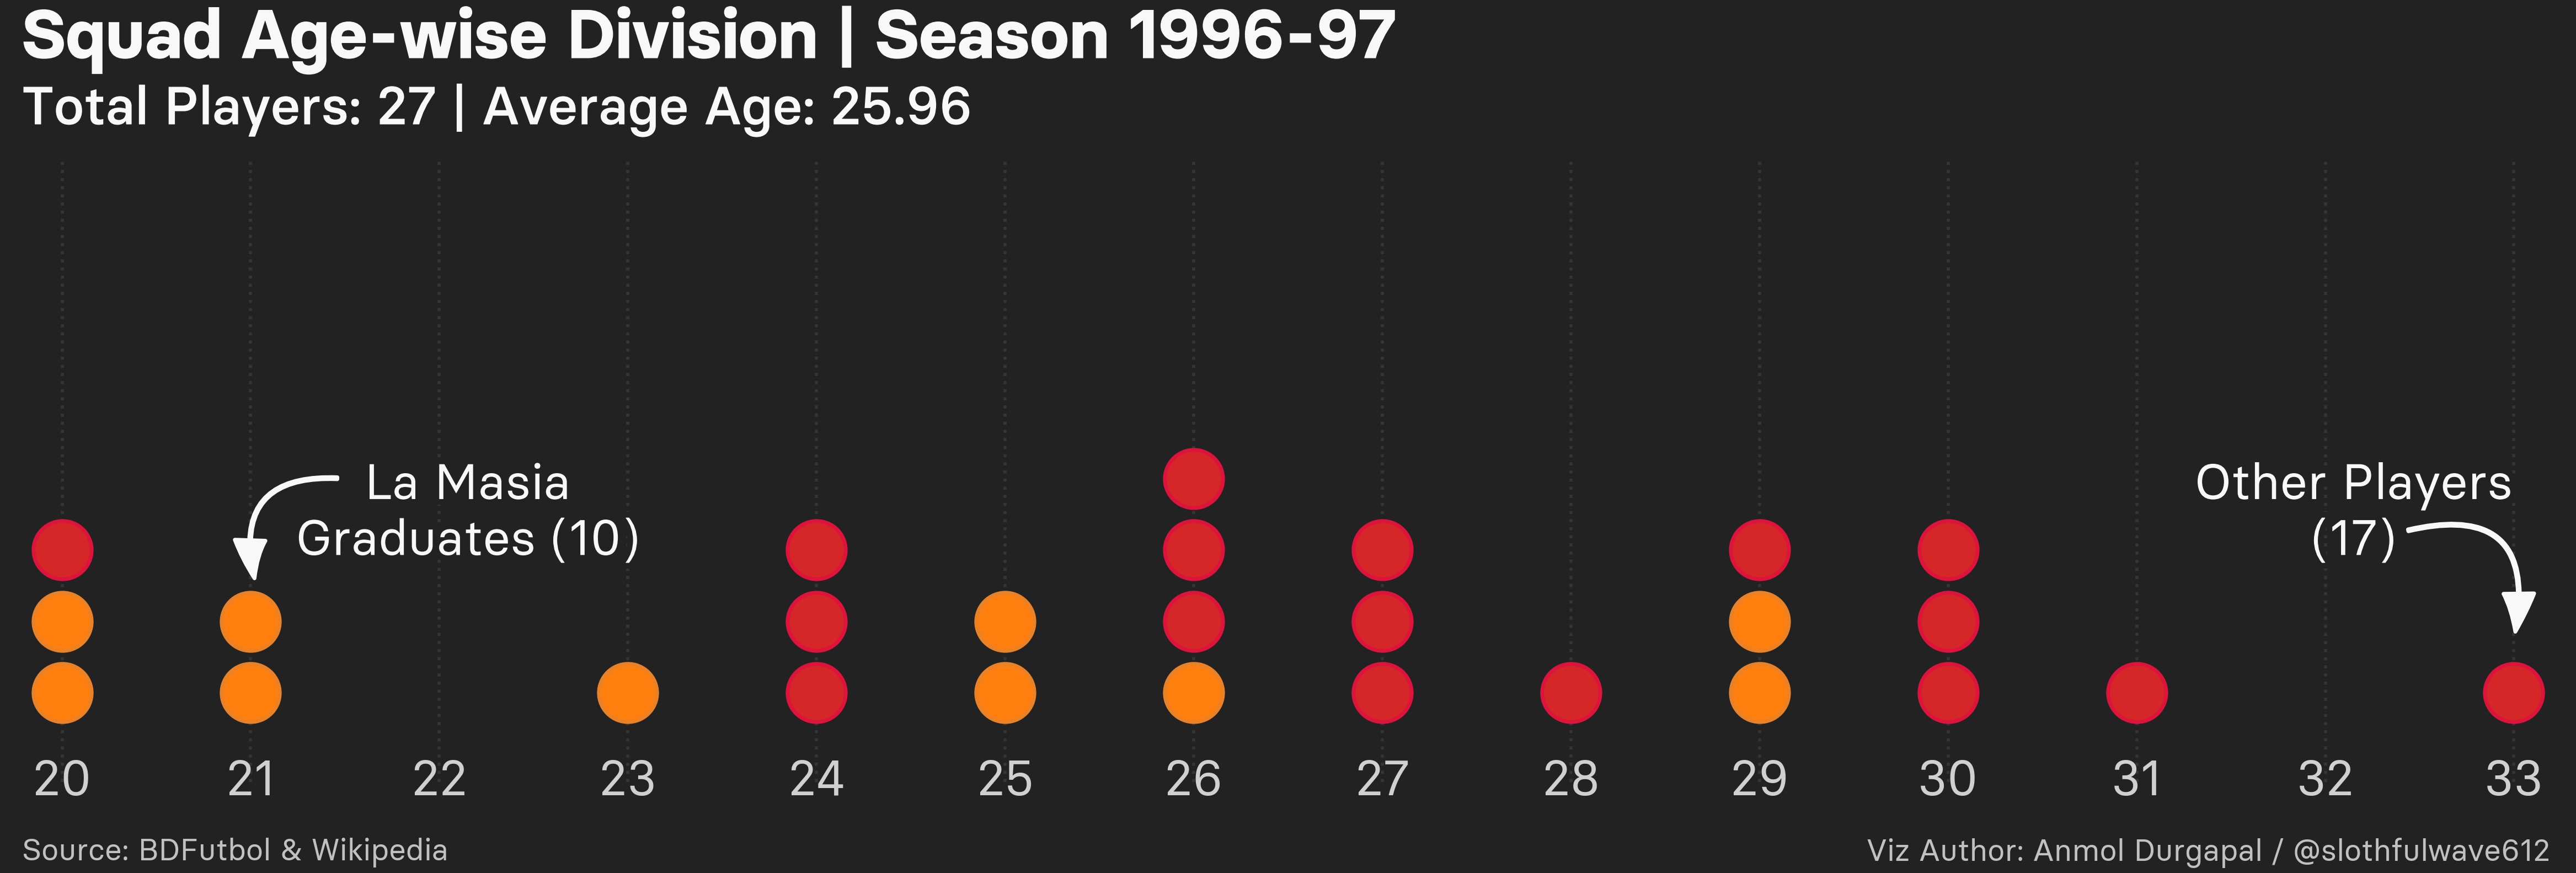 Squad Age-wise Division | Season 1996-97
Total Players: 27 | Average Age: 25.96
La Masia
Graduates (10)
Other Players
(17)
20 21 22 23 24 25 26 27 28 29 30 31 32 33
Source: BDFutbol & Wikipedia
Viz Author: Anmol Durgapal / @slothfulwave612